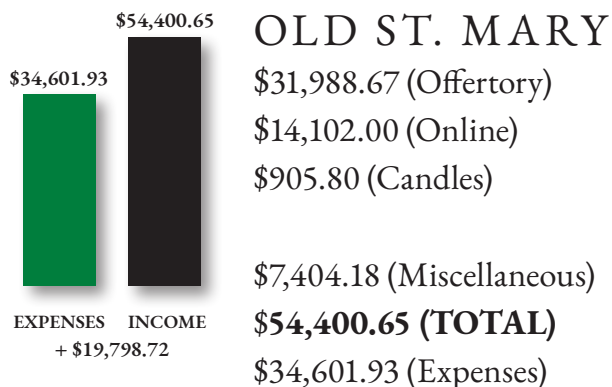 $54,400.65
$34,601.93
EXPENSES INCOME
+ $19,798.72
OLD ST. MARY
$31,988.67 (Offertory)
$14,102.00 (Online)
$905.80 (Candles)
$7,404.18 (Miscellaneous)
$54,400.65 (TOTAL)
$34,601.93 (Expenses)